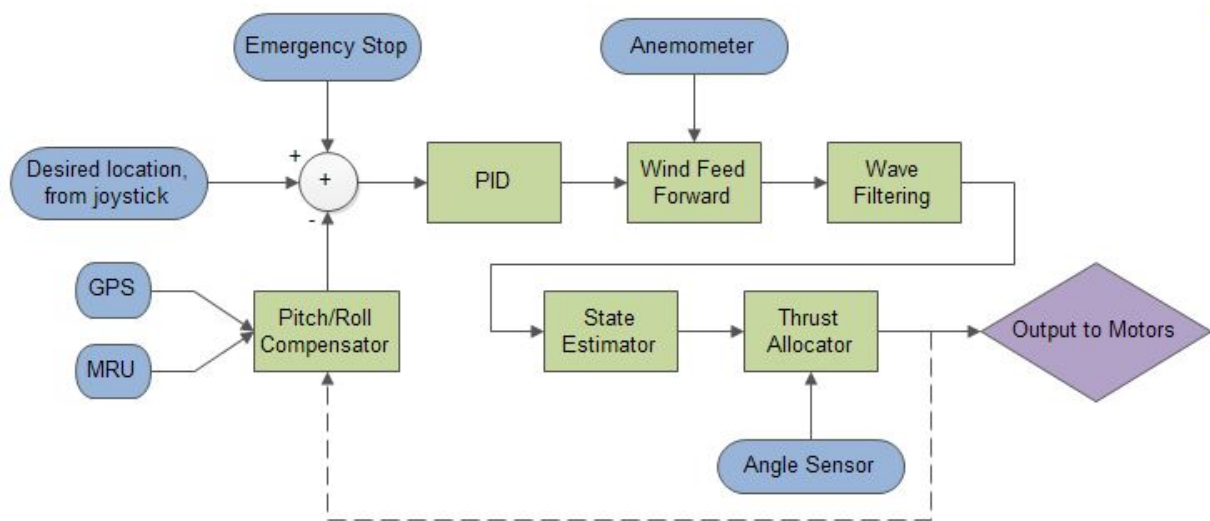 Emergency Stop
Anemometer
Desired location,
from joystick
+
+
-
PID
Wind Feed
Forward
Wave
Filtering
GPS
MRU
Pitch/Roll
Compensator
State
Estimator
Thrust
Allocator
Output to Motors
Angle Sensor